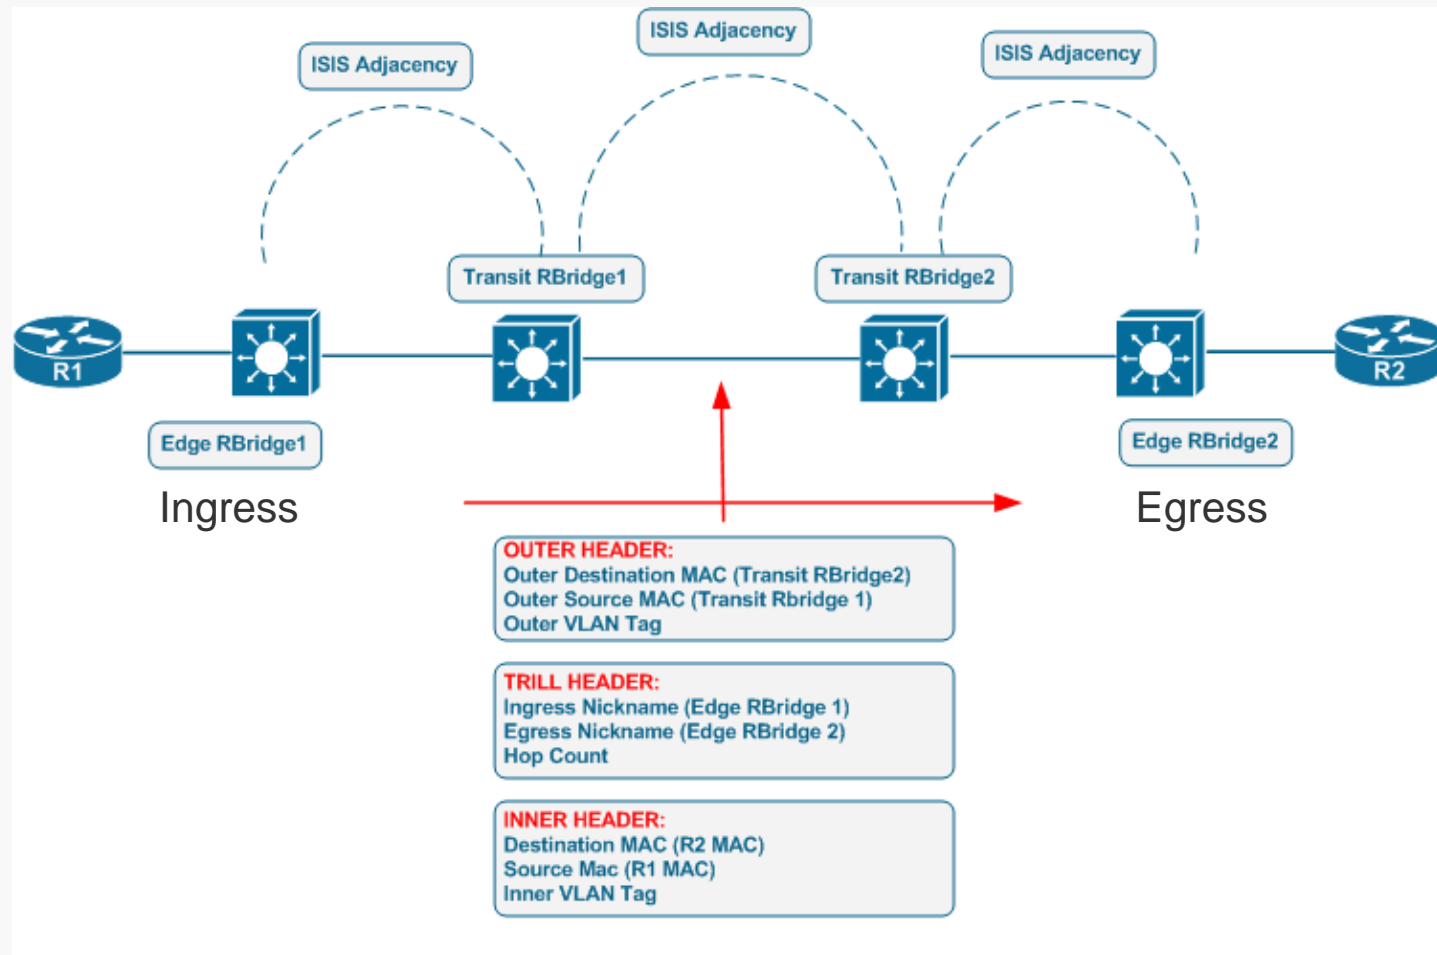 ISIS Adjacency
ISIS Adjacency
ISIS Adjacency
Transit RBridge1
Transit RBridge2
R1
R2
Edge RBridge1
Edge RBridge2
Ingress
Egress
OUTER HEADER:
Outer Destination MAC (Transit RBridge2)
Outer Source MAC (Transit Rbridge 1)
Outer VLAN Tag
TRILL HEADER:
Ingress Nickname (Edge RBridge 1)
Egress Nickname (Edge RBridge 2)
Hop Count
INNER HEADER:
Destination MAC (R2 MAC)
Source Mac (R1 MAC)
Inner VLAN Tag